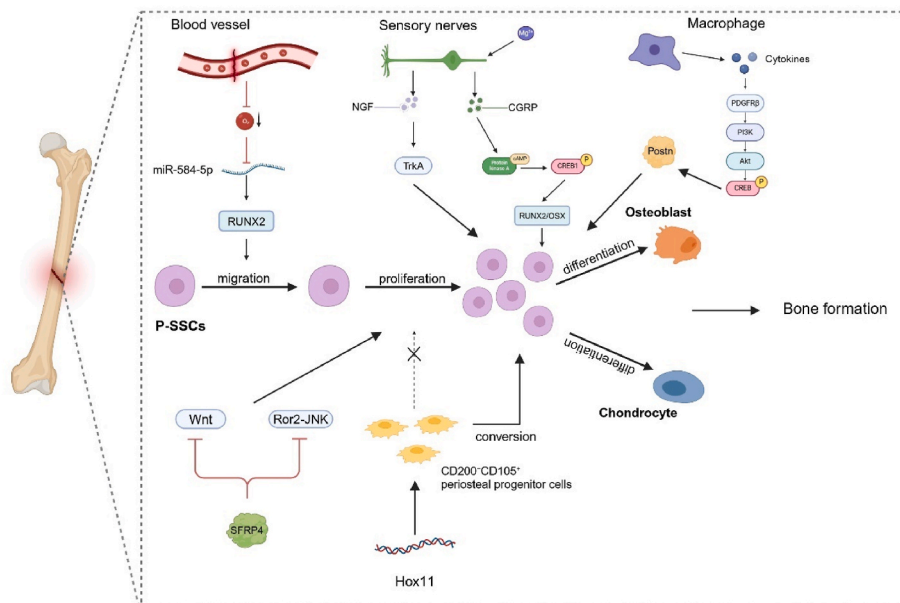 Blood vessel
Sensory nerves
Macrophage
Mg²⁺
Cytokines
O₂
NGF
CGRP
PDGFRβ
PI3K
miR-584-5p
TrkA
Protein
kinase A
cAMP
CREB1
P
Postn
Akt
CREB
P
RUNX2
RUNX2/OSX
Osteoblast
migration
proliferation
differentiation
P-SSCs
Bone formation
differentiation
Chondrocyte
Wnt
Ror2-JNK
conversion
CD200⁻CD105⁺
periosteal progenitor cells
SFRP4
Hox11